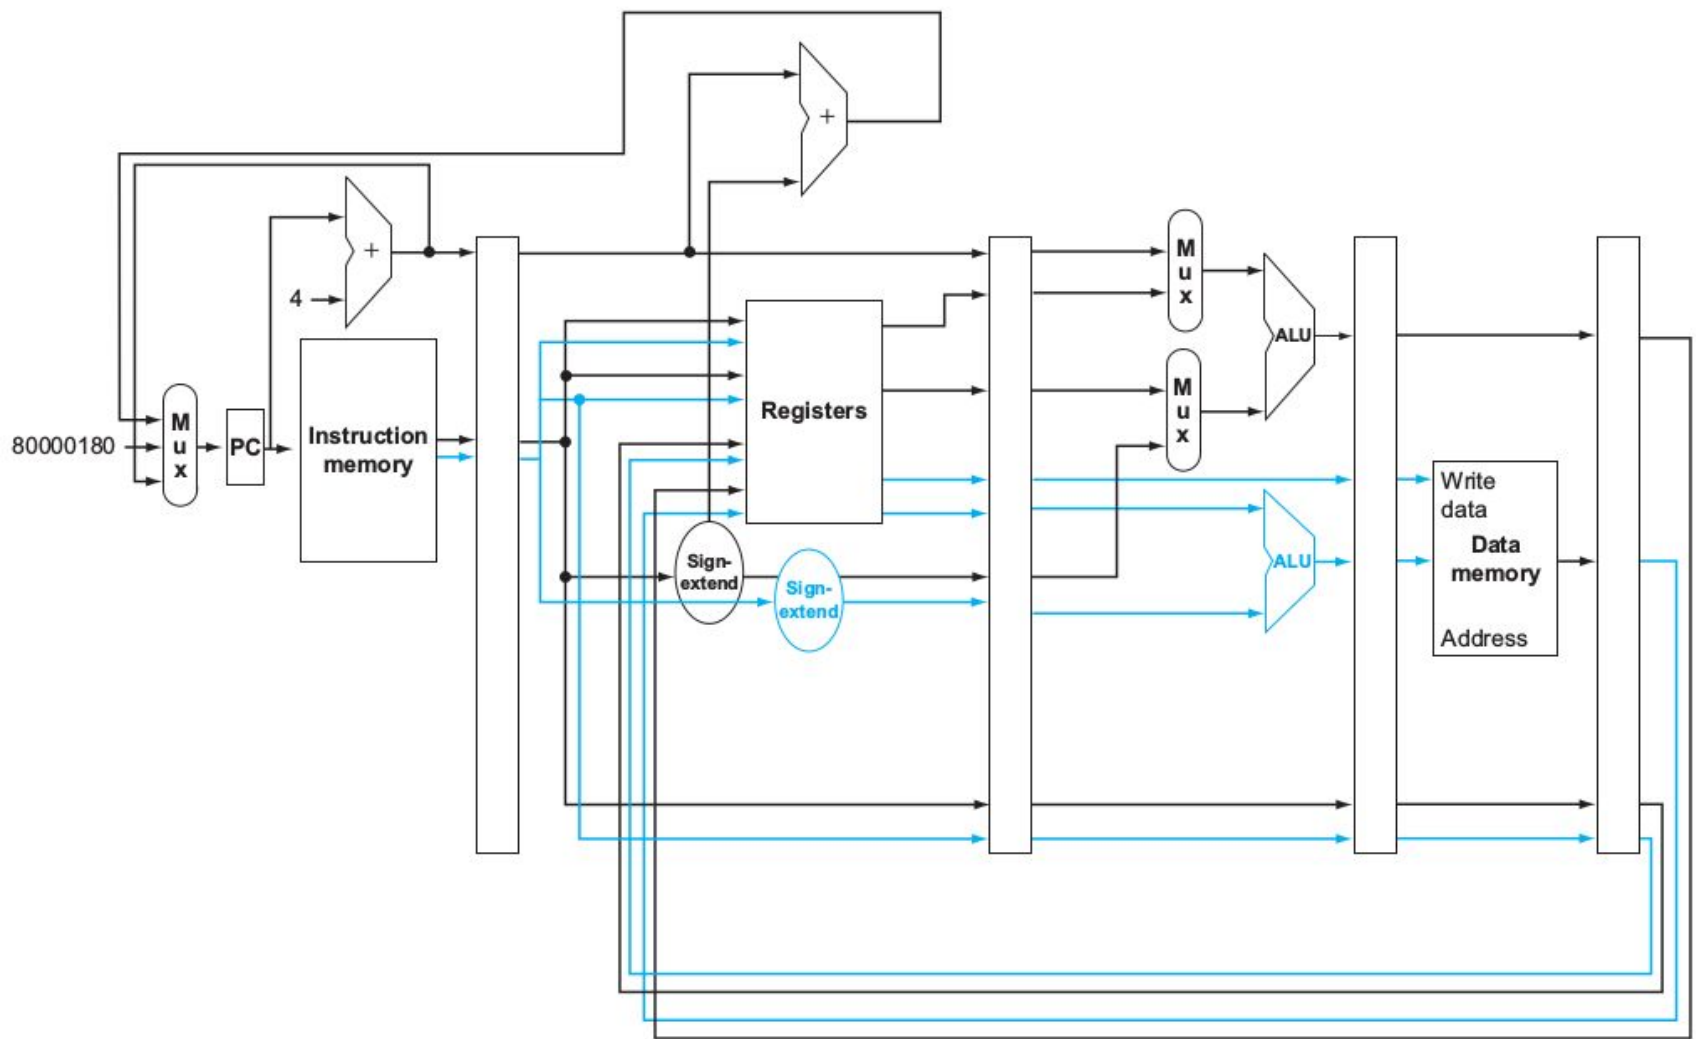 +
+
4
M
u
x
80000180
PC
Instruction
memory
Registers
Sign-
extend
Sign-
extend
M
u
x
M
u
x
ALU
ALU
Write
data
Data
memory
Address